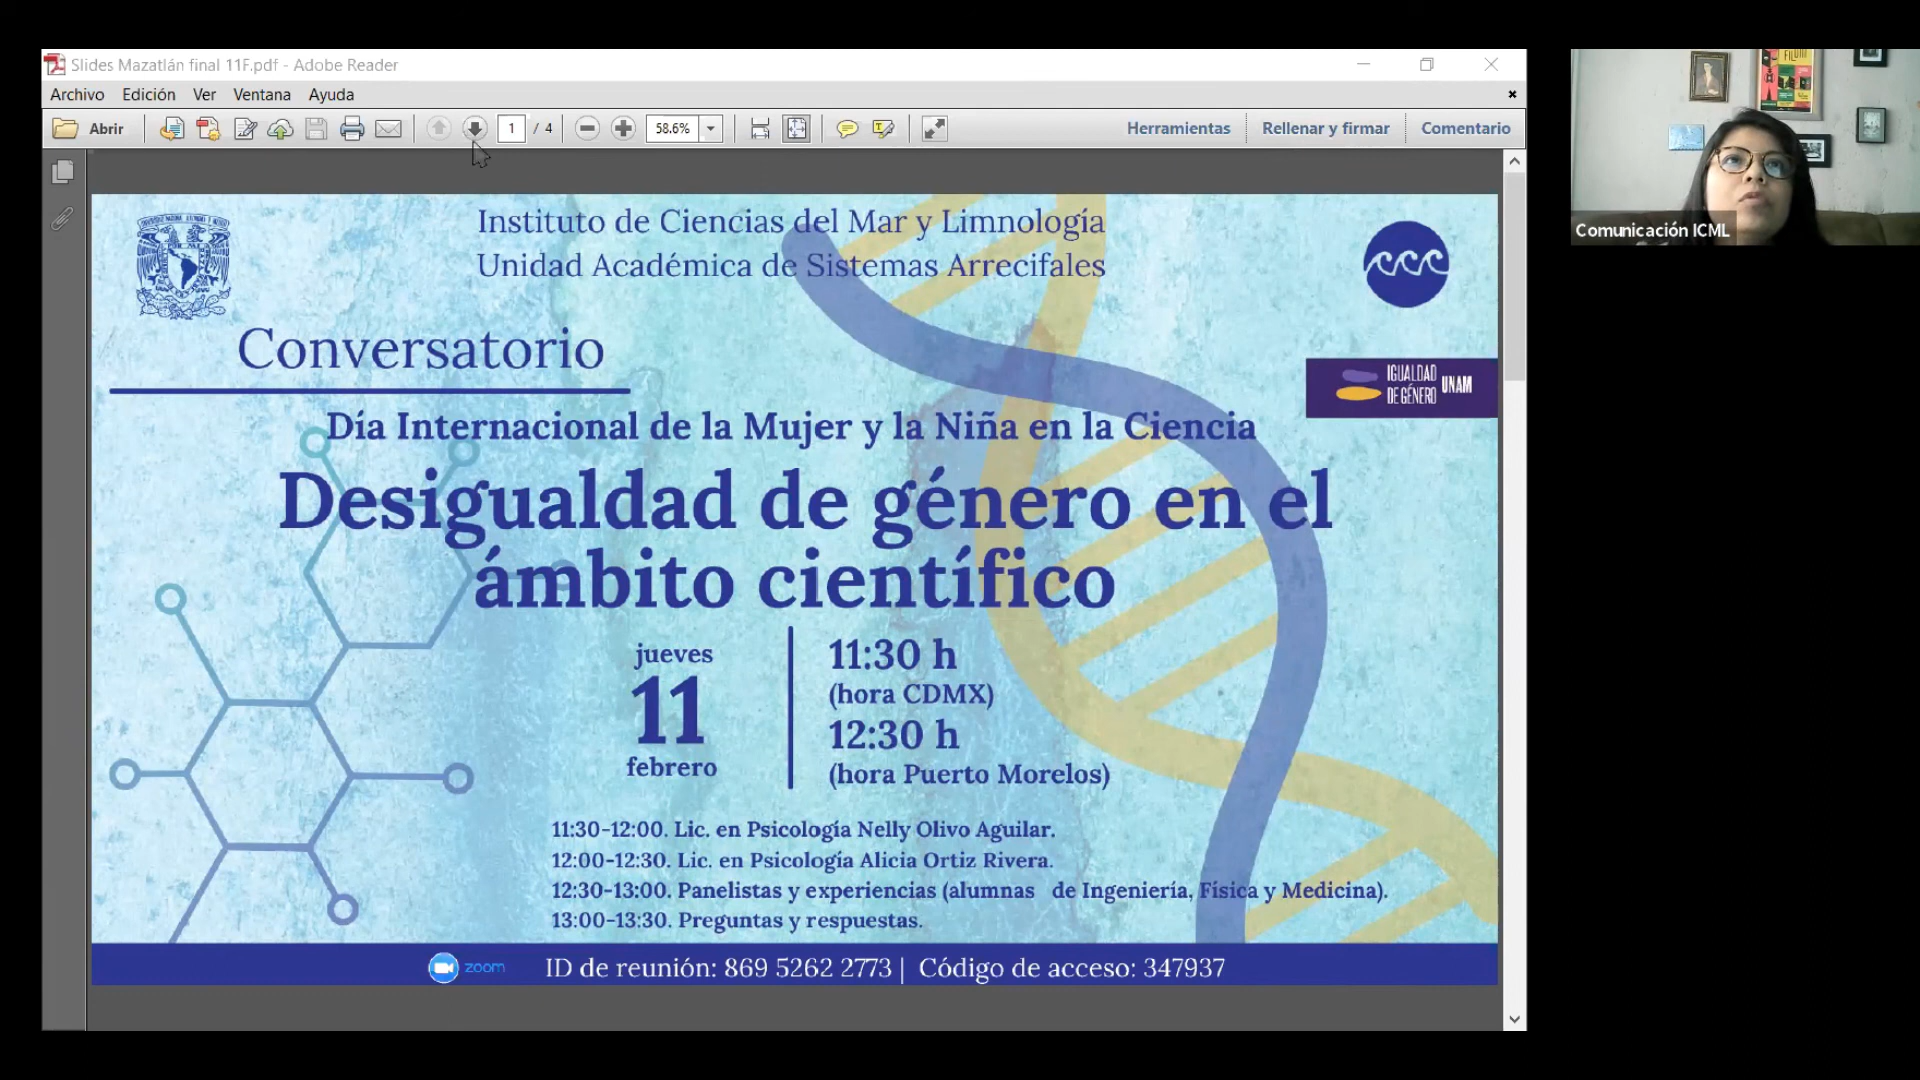 Slides Mazatlán final 11F.pdf - Adobe Reader
Archivo Edición Ver Ventana Ayuda
Abrir 1 / 4 58.6% Herramientas Rellenar y firmar Comentario
Instituto de Ciencias del Mar y Limnología
Unidad Académica de Sistemas Arrecifales
Conversatorio
IGUALDAD
DE GÉNERO UNAM
Día Internacional de la Mujer y la Niña en la Ciencia
Desigualdad de género en el
ámbito científico
jueves
11
febrero
11:30 h
(hora CDMX)
12:30 h
(hora Puerto Morelos)
11:30-12:00. Lic. en Psicología Nelly Olivo Aguilar.
12:00-12:30. Lic. en Psicología Alicia Ortiz Rivera.
12:30-13:00. Panelistas y experiencias (alumnas de Ingeniería, Física y Medicina).
13:00-13:30. Preguntas y respuestas.
zoom ID de reunión: 869 5262 2773 | Código de acceso: 347937
Comunicación ICML